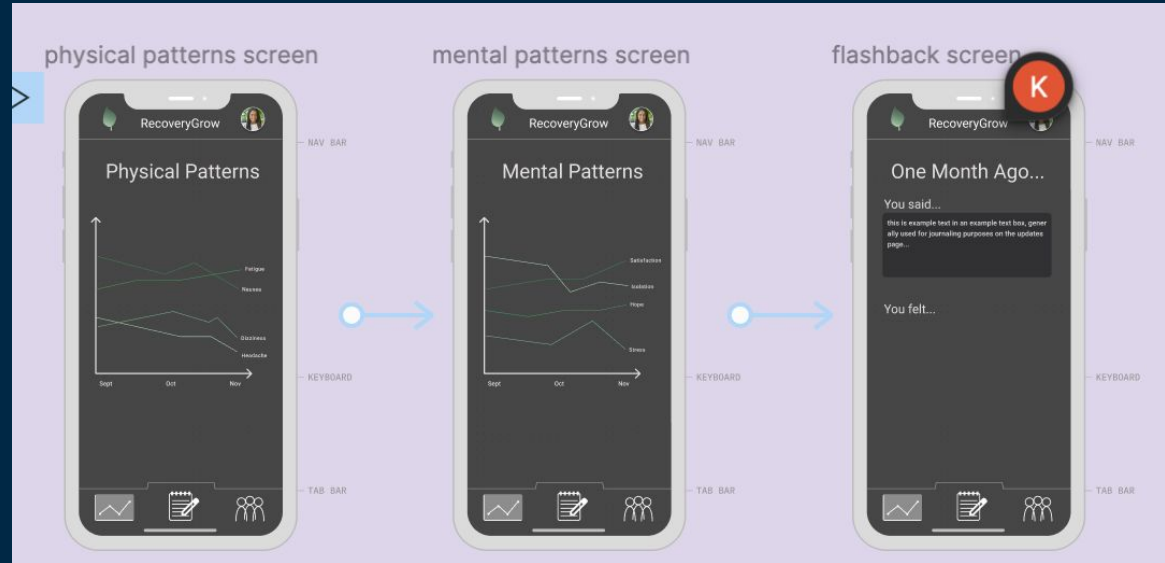 physical patterns screen
mental patterns screen
flashback screen
K
RecoveryGrow
NAV BAR
Physical Patterns
Fatigue
Nausea
Dizziness
Headache
Sept Oct Nov
KEYBOARD
TAB BAR
RecoveryGrow
NAV BAR
Mental Patterns
Satisfaction
Isolation
Hope
Stress
Sept Oct Nov
KEYBOARD
TAB BAR
RecoveryGrow
NAV BAR
One Month Ago...
You said...
this is example text in an example text box, gener
ally used for journaling purposes on the updates
page...
You felt...
KEYBOARD
TAB BAR